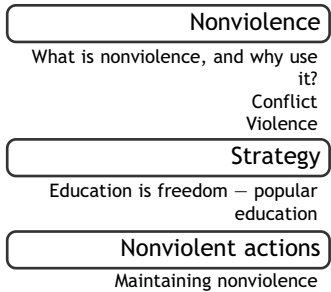 Nonviolence
What is nonviolence, and why use
it?
Conflict
Violence
Strategy
Education is freedom — popular
education
Nonviolent actions
Maintaining nonviolence